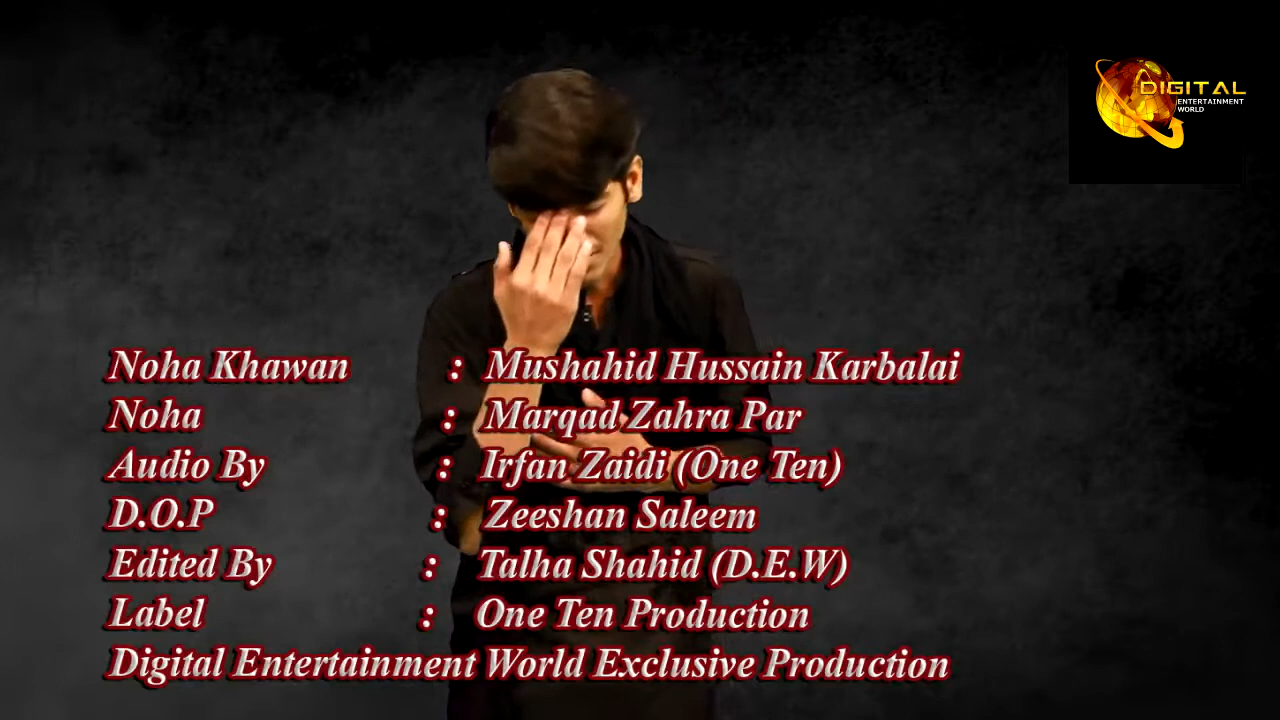 DIGITAL
ENTERTAINMENT
WORLD
Noha Khawan : Mushahid Hussain Karbalai
Noha : Marqad Zahra Par
Audio By : Irfan Zaidi (One Ten)
D.O.P : Zeeshan Saleem
Edited By : Talha Shahid (D.E.W)
Label : One Ten Production
Digital Entertainment World Exclusive Production